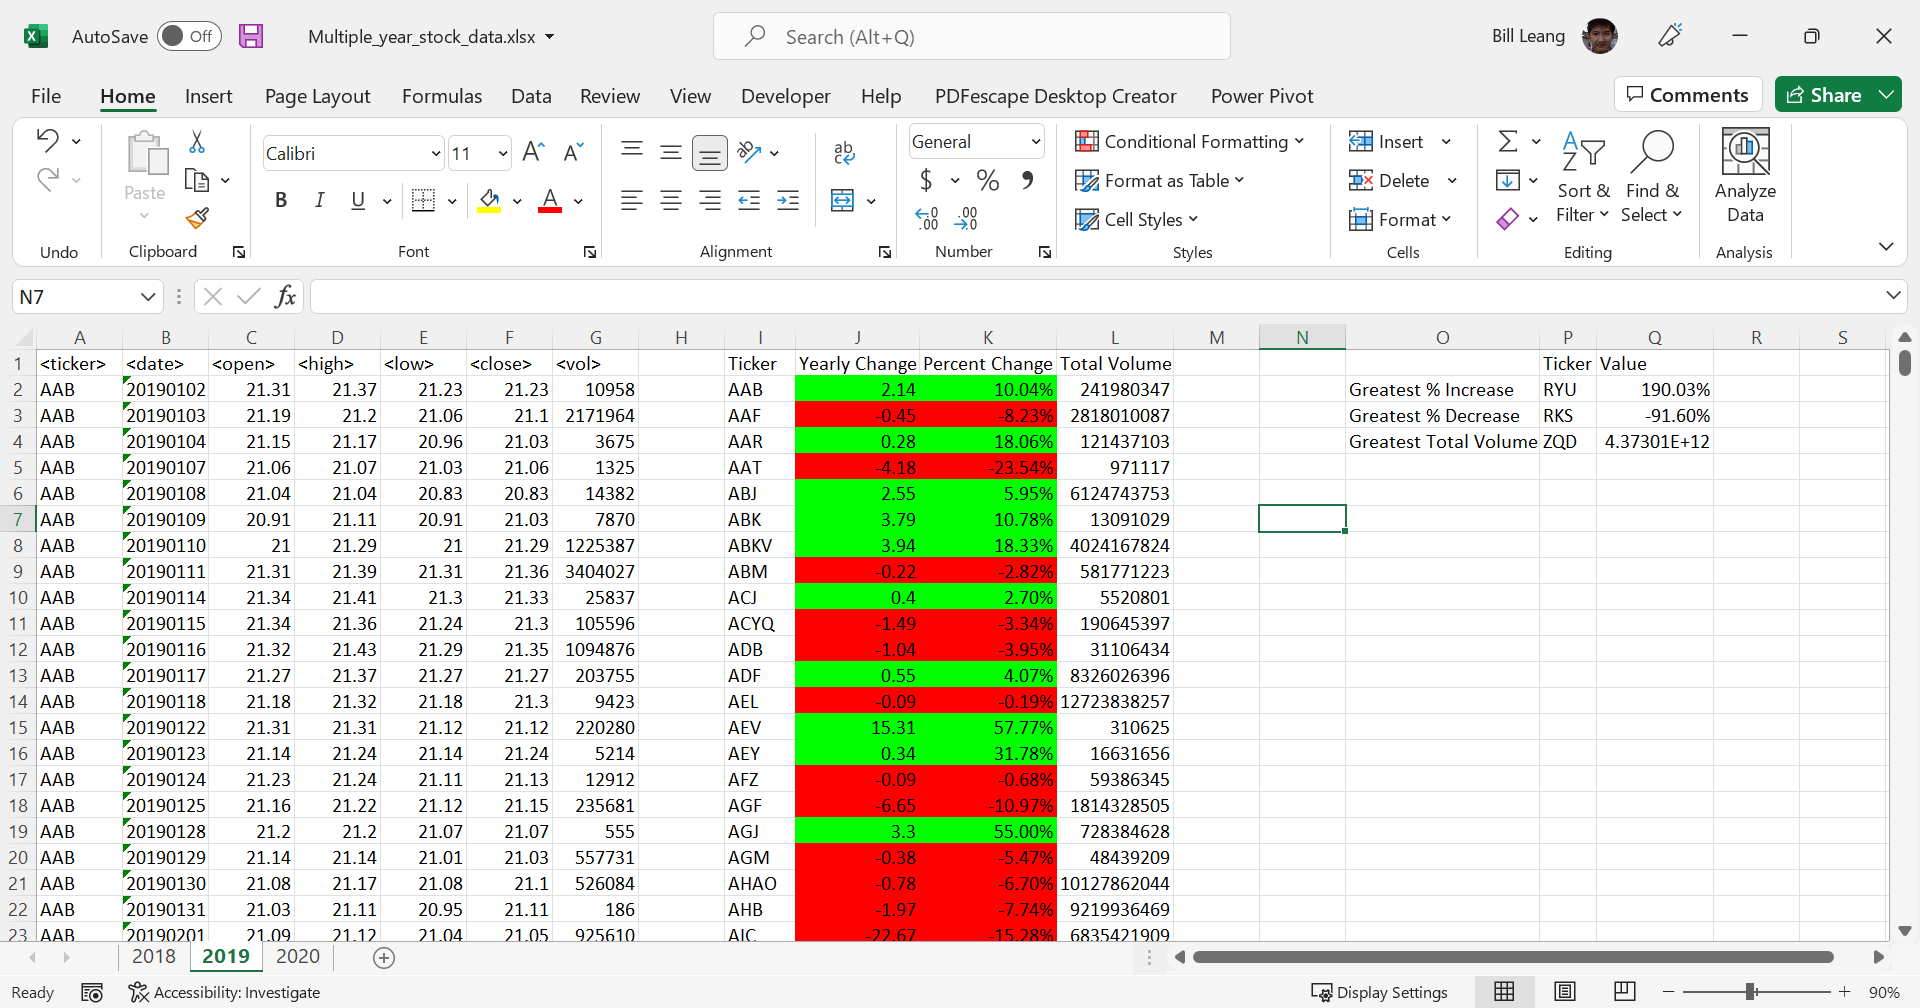 AutoSave Off Multiple_year_stock_data.xlsx Search (Alt+Q) Bill Leang
File Home Insert Page Layout Formulas Data Review View Developer Help PDFescape Desktop Creator Power Pivot Comments Share
Paste Calibri 11 General Conditional Formatting Insert
Format as Table Delete Sort & Filter Find & Select Analyze Data
B I U $ % Cell Styles Format
Undo Clipboard Font Alignment Number Styles Cells Editing Analysis
N7 fx
A B C D E F G H I J K L M N O P Q R S
1 <ticker> <date> <open> <high> <low> <close> <vol> Ticker Yearly Change Percent Change Total Volume Ticker Value
2 AAB 20190102 21.31 21.37 21.23 21.23 10958 AAB 2.14 10.04% 241980347 Greatest % Increase RYU 190.03%
3 AAB 20190103 21.19 21.2 21.06 21.1 2171964 AAF -0.45 -8.23% 2818010087 Greatest % Decrease RKS -91.60%
4 AAB 20190104 21.15 21.17 20.96 21.03 3675 AAR 0.28 18.06% 121437103 Greatest Total Volume ZQD 4.37301E+12
5 AAB 20190107 21.06 21.07 21.03 21.06 1325 AAT -4.18 -23.54% 971117
6 AAB 20190108 21.04 21.04 20.83 20.83 14382 ABJ 2.55 5.95% 6124743753
7 AAB 20190109 20.91 21.11 20.91 21.03 7870 ABK 3.79 10.78% 13091029
8 AAB 20190110 21 21.29 21 21.29 1225387 ABKV 3.94 18.33% 4024167824
9 AAB 20190111 21.31 21.39 21.31 21.36 3404027 ABM -0.22 -2.82% 581771223
10 AAB 20190114 21.34 21.41 21.3 21.33 25837 ACJ 0.4 2.70% 5520801
11 AAB 20190115 21.34 21.36 21.24 21.3 105596 ACYQ -1.49 -3.34% 190645397
12 AAB 20190116 21.32 21.43 21.29 21.35 1094876 ADB -1.04 -3.95% 31106434
13 AAB 20190117 21.27 21.37 21.27 21.27 203755 ADF 0.55 4.07% 8326026396
14 AAB 20190118 21.18 21.32 21.18 21.3 9423 AEL -0.09 -0.19% 12723838257
15 AAB 20190122 21.31 21.31 21.12 21.12 220280 AEV 15.31 57.77% 310625
16 AAB 20190123 21.14 21.24 21.14 21.24 5214 AEY 0.34 31.78% 16631656
17 AAB 20190124 21.23 21.24 21.11 21.13 12912 AFZ -0.09 -0.68% 59386345
18 AAB 20190125 21.16 21.22 21.12 21.15 235681 AGF -6.65 -10.97% 1814328505
19 AAB 20190128 21.2 21.2 21.07 21.07 555 AGJ 3.3 55.00% 728384628
20 AAB 20190129 21.14 21.14 21.01 21.03 557731 AGM -0.38 -5.47% 48439209
21 AAB 20190130 21.08 21.17 21.08 21.1 526084 AHAO -0.78 -6.70% 10127862044
22 AAB 20190131 21.03 21.11 20.95 21.11 186 AHB -1.97 -7.74% 9219936469
23 AAB 20190201 21.09 21.12 21.04 21.05 925610 AIC -22.67 -15.28% 6835421909
2018 2019 2020
Ready Accessibility: Investigate Display Settings 90%